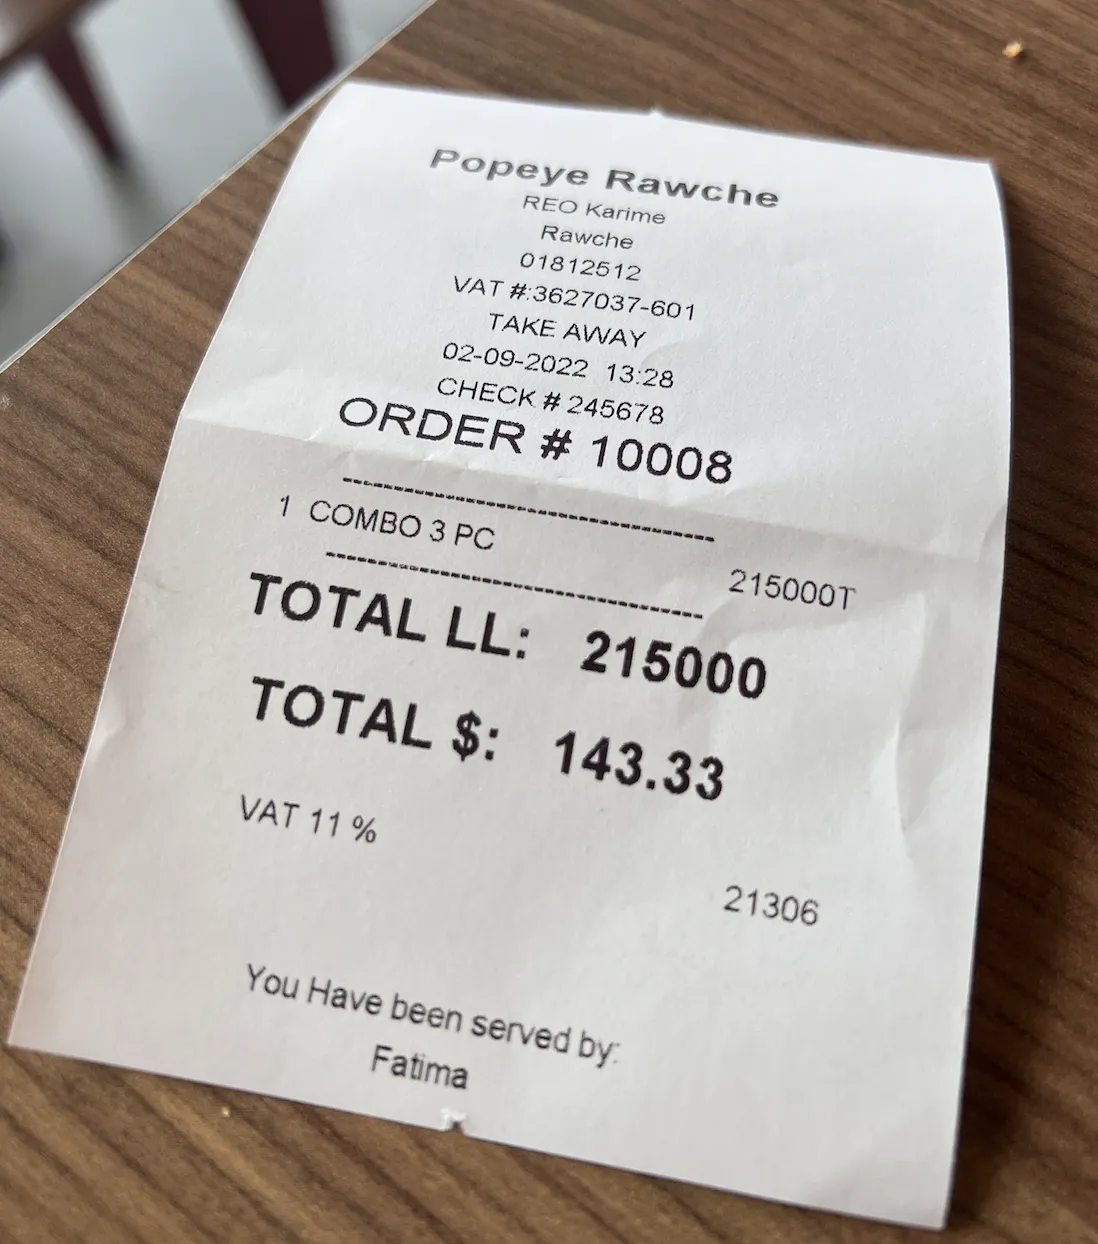 Popeye Rawche
REO Karime
Rawche
01812512
VAT #:3627037-601
TAKE AWAY
02-09-2022 13:28
CHECK # 245678
ORDER # 10008
----------------------------------------
1 COMBO 3 PC 215000T
----------------------------------------
TOTAL LL: 215000
TOTAL $: 143.33
VAT 11 %
21306
You Have been served by:
Fatima